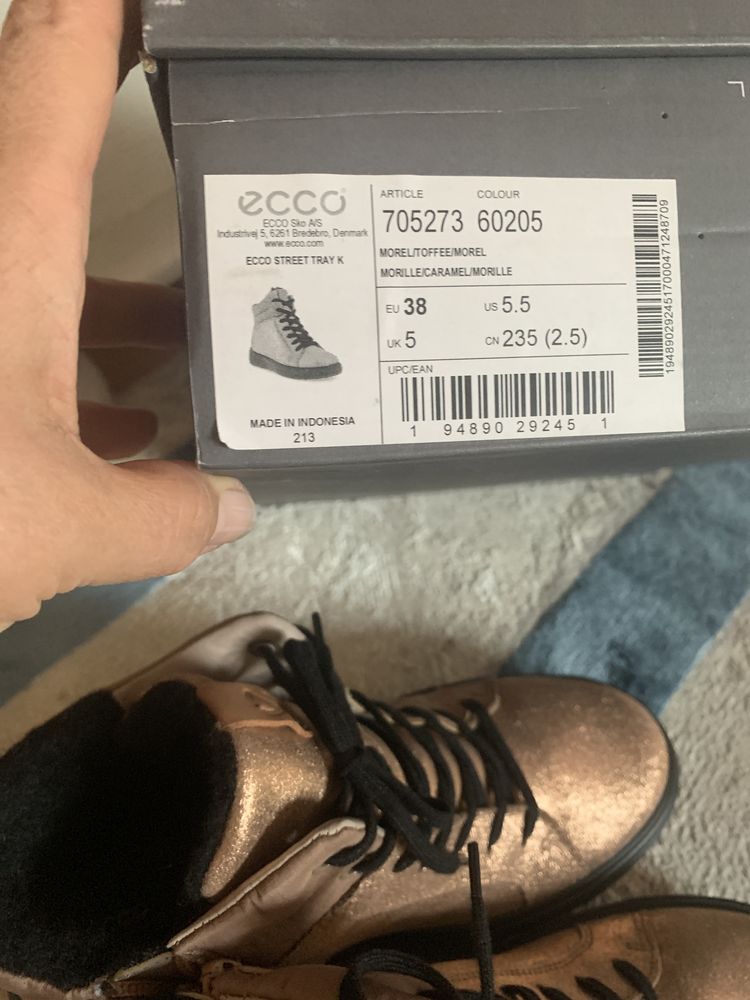 ecco
ECCO Sko A/S
Industrivej 5, 6261 Bredebro, Denmark
www.ecco.com
ECCO STREET TRAY K
MADE IN INDONESIA
213
ARTICLE COLOUR
705273 60205
MOREL/TOFFEE/MOREL
MORILLE/CARAMEL/MORILLE
EU 38 US 5.5
UK 5 CN 235 (2.5)
UPC/EAN
1 94890 29245 1
19489029245170004712 48709